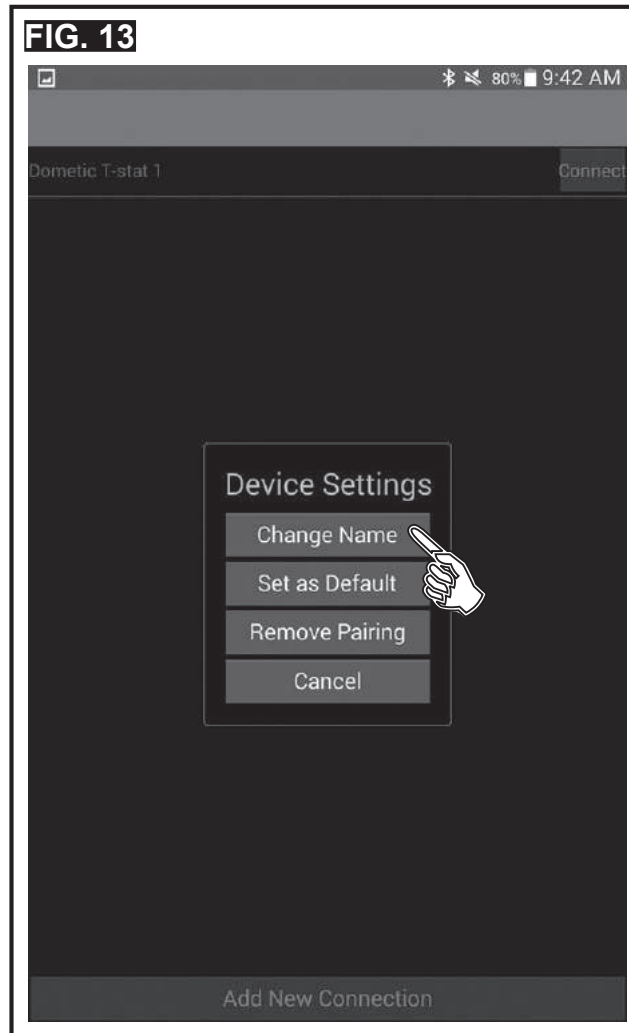 FIG. 13
80% 9:42 AM
Dometic T-stat 1 Connect
Device Settings
Change Name
Set as Default
Remove Pairing
Cancel
Add New Connection